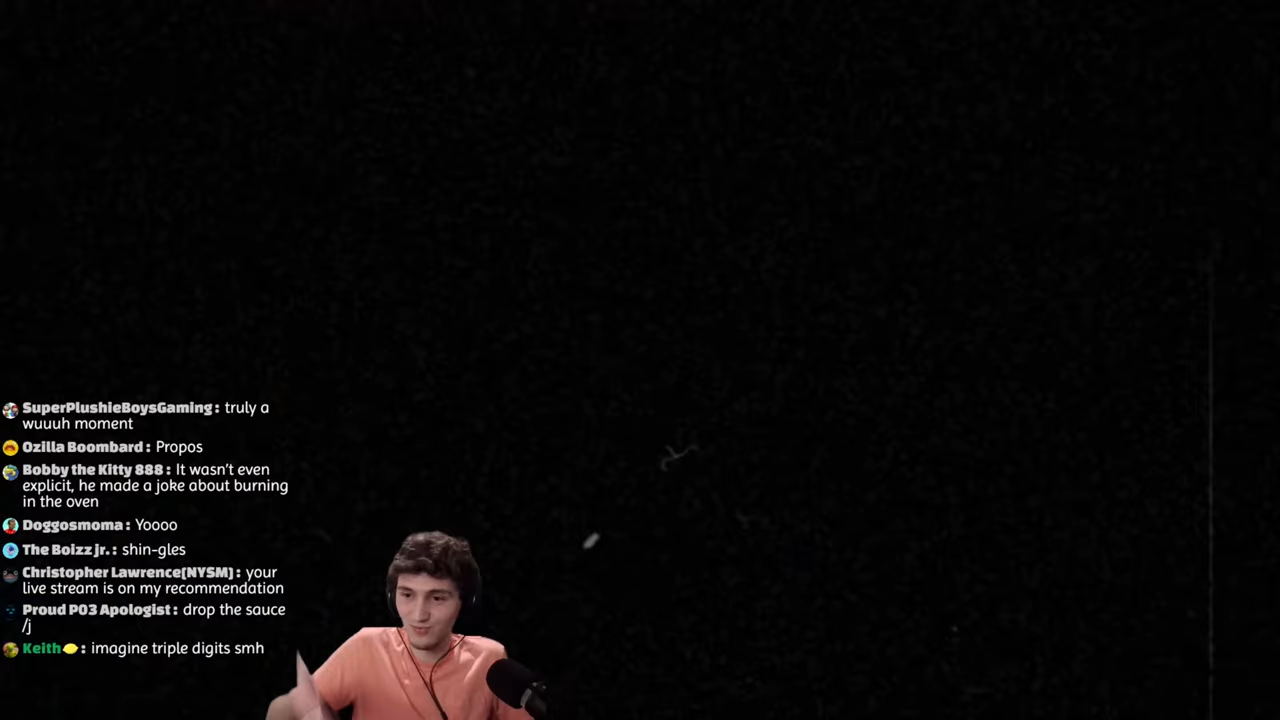 SuperPlushieBoysGaming: truly a
wuuuh moment
Ozilla Boombard: Propos
Bobby the Kitty 888: It wasn't even
explicit, he made a joke about burning
in the oven
Doggosmoma: Yoooo
The Boizz jr.: shin-gles
Christopher Lawrence(NYSM): your
live stream is on my recommendation
Proud P03 Apologist: drop the sauce
/j
Keith🍋: imagine triple digits smh